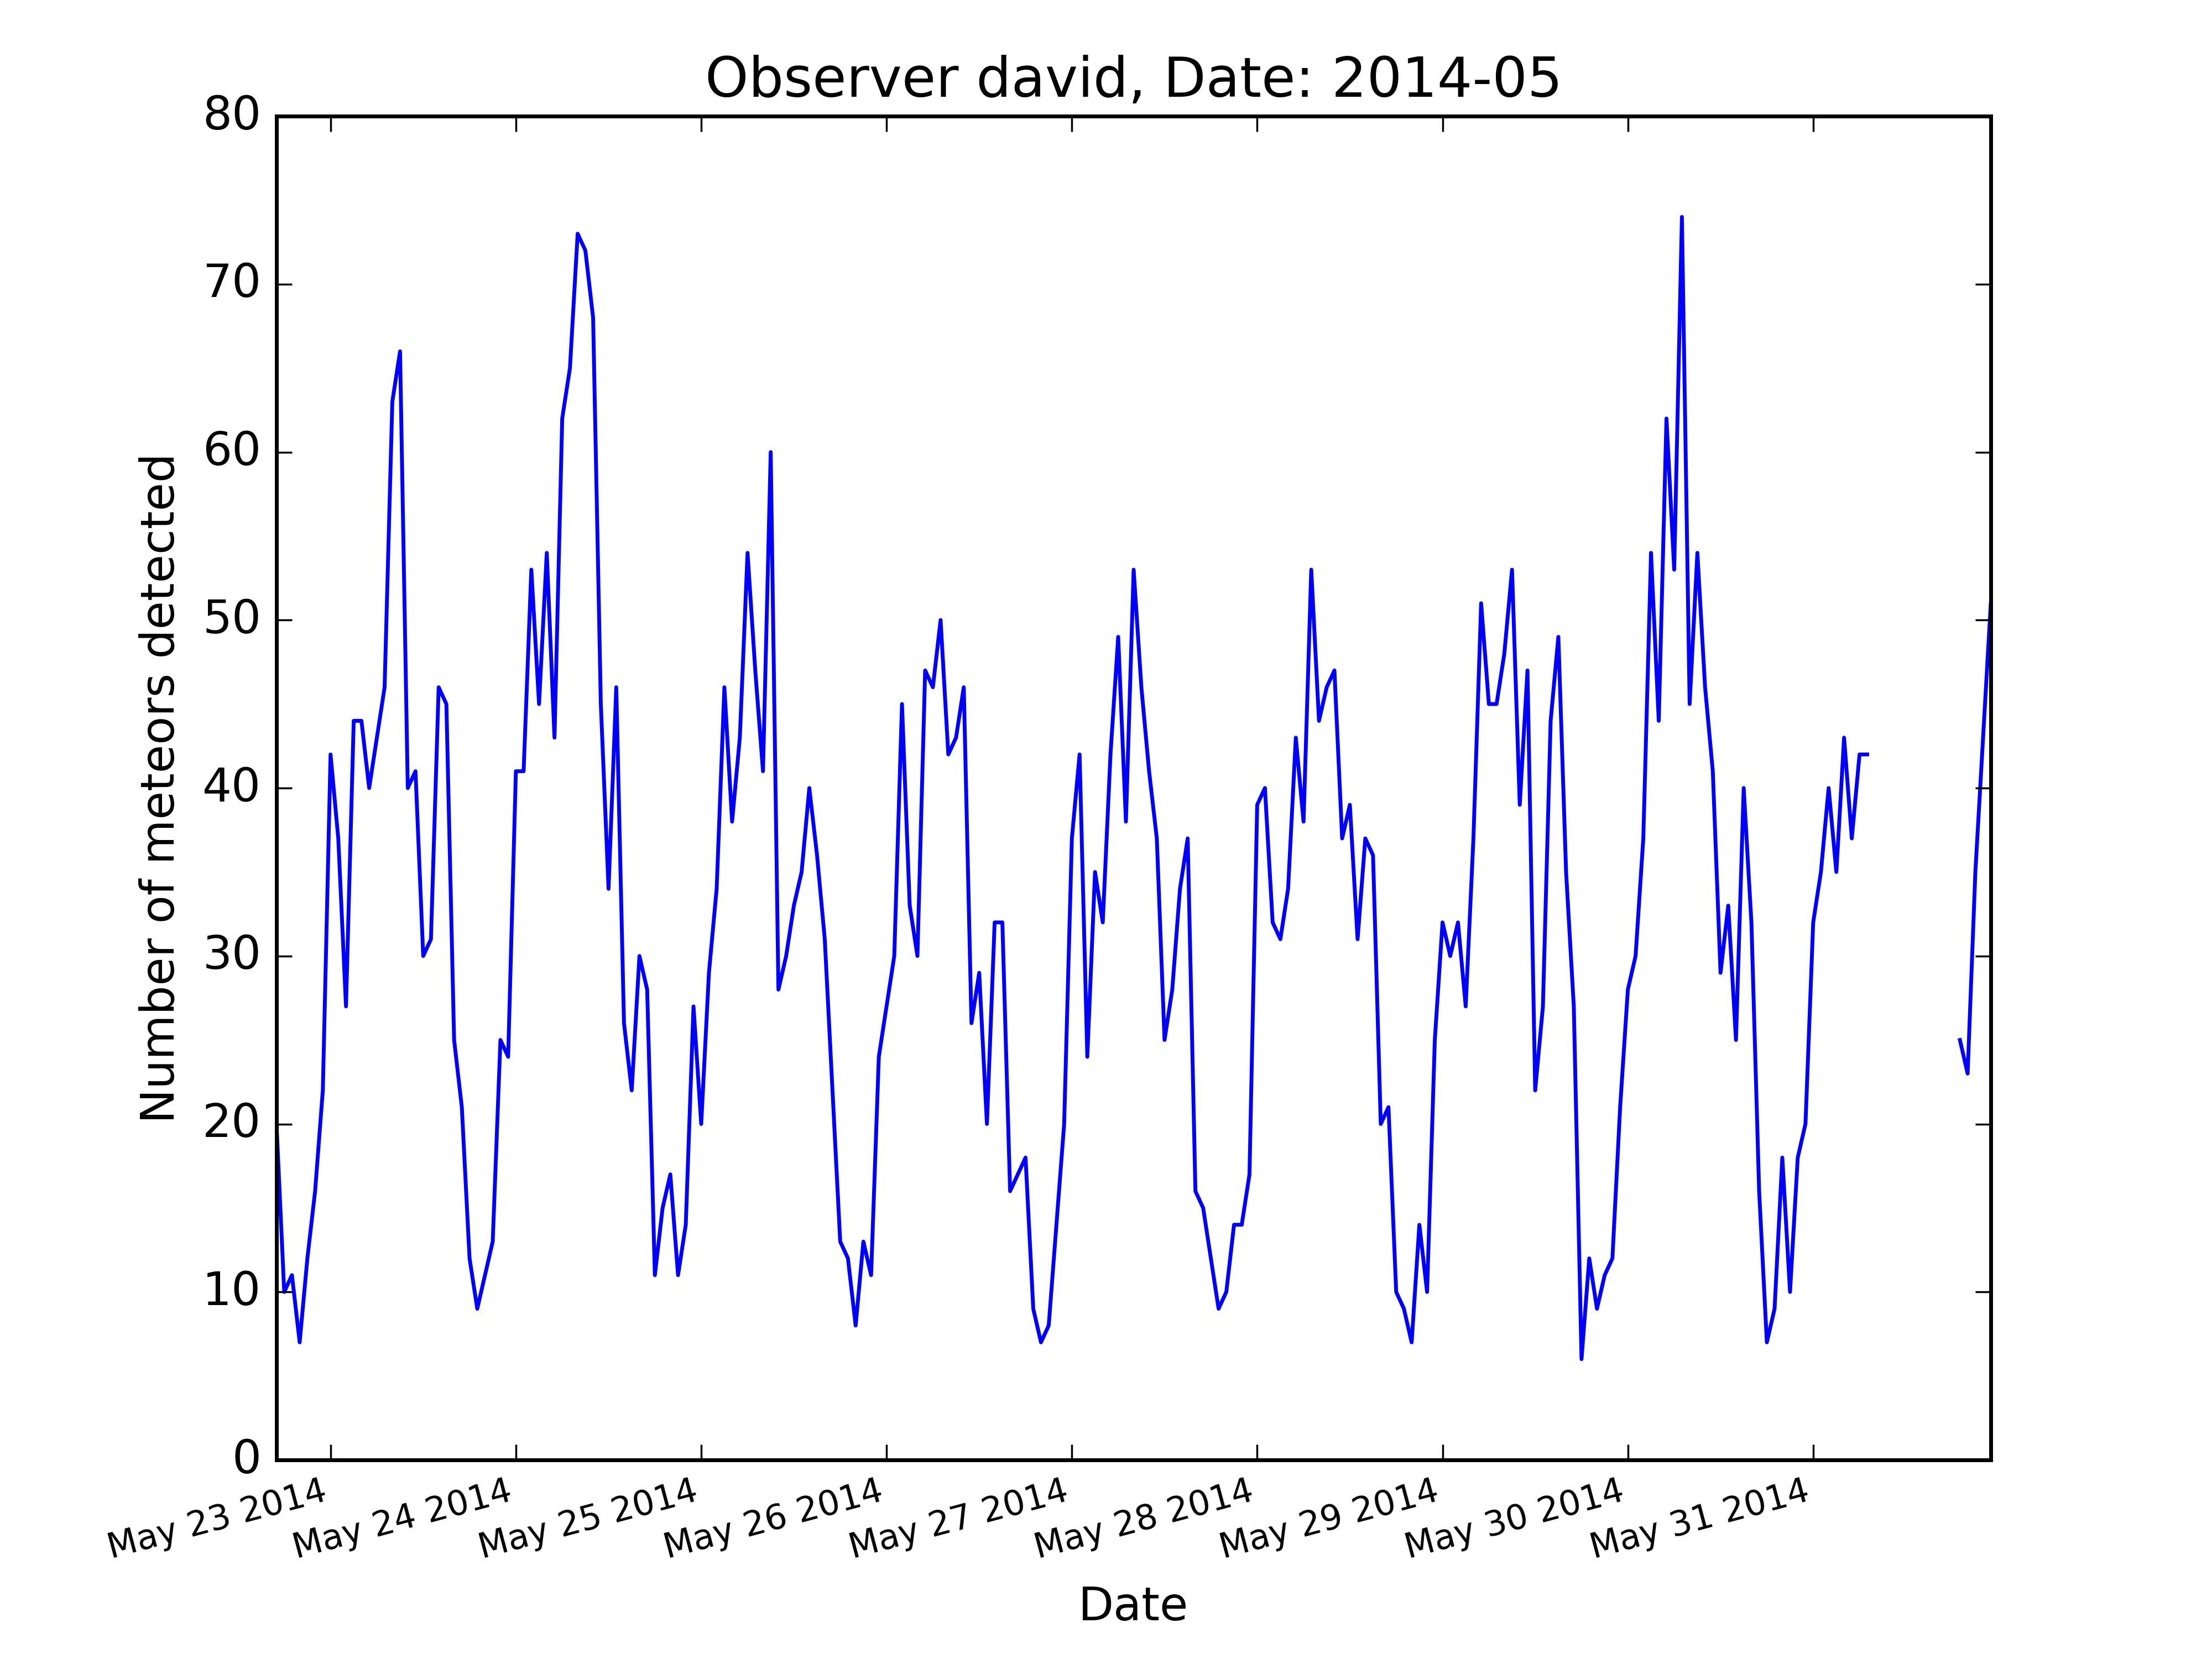 Observer david, Date: 2014-05
80
70
60
50
40
30
20
10
0
Number of meteors detected
May 23 2014
May 24 2014
May 25 2014
May 26 2014
May 27 2014
May 28 2014
May 29 2014
May 30 2014
May 31 2014
Date